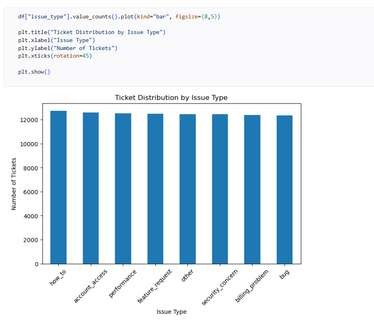 df["issue_type"].value_counts().plot(kind="bar", figsize=(8,5))
plt.title("Ticket Distribution by Issue Type")
plt.xlabel("Issue Type")
plt.ylabel("Number of Tickets")
plt.xticks(rotation=45)
plt.show()
Ticket Distribution by Issue Type
Number of Tickets
12000
10000
8000
6000
4000
2000
0
how_to
account_access
performance
feature_request
other
security_concern
billing_problem
bug
Issue Type